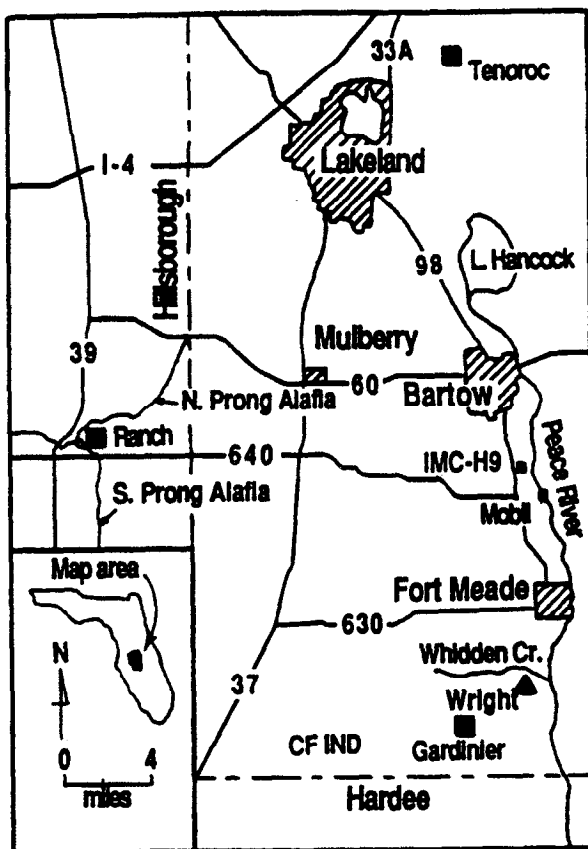 33A
Tenoroc
Lakeland
I-4
Hillsborough
L. Hancock
98
Mulberry
39
60
Bartow
N. Prong Alafia
Ranch
640
IMC-H9
Peace River
S. Prong Alafia
Mobil
Map area
Fort Meade
630
N
Whidden Cr.
37
Wright
0 4
miles
CF IND
Gardinier
Hardee